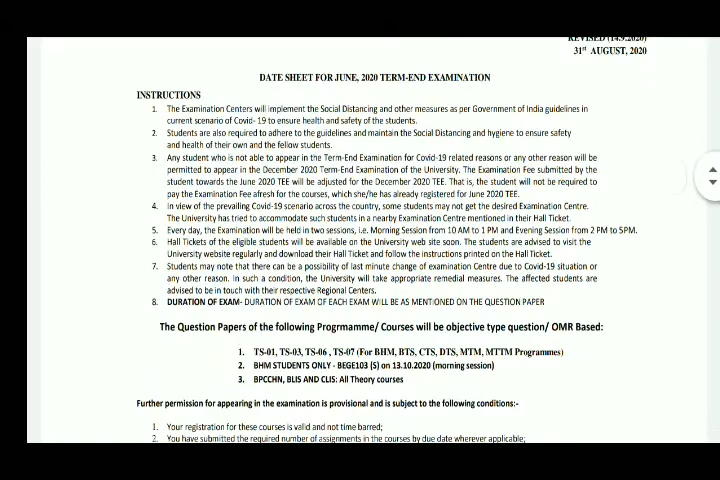 REVISED (14.9.2020)
31st AUGUST, 2020
DATE SHEET FOR JUNE, 2020 TERM-END EXAMINATION
INSTRUCTIONS
1. The Examination Centers will implement the Social Distancing and other measures as per Government of India guidelines in
current scenario of Covid- 19 to ensure health and safety of the students.
2. Students are also required to adhere to the guidelines and maintain the Social Distancing and hygiene to ensure safety
and health of their own and the fellow students.
3. Any student who is not able to appear in the Term-End Examination for Covid-19 related reasons or any other reason will be
permitted to appear in the December 2020 Term-End Examination of the University. The Examination Fee submitted by the
student towards the June 2020 TEE will be adjusted for the December 2020 TEE. That is, the student will not be required to
pay the Examination Fee afresh for the courses, which she/he has already registered for June 2020 TEE.
4. In view of the prevailing Covid-19 scenario across the country, some students may not get the desired Examination Centre.
The University has tried to accommodate such students in a nearby Examination Centre mentioned in their Hall Ticket.
5. Every day, the Examination will be held in two sessions, i.e. Morning Session from 10 AM to 1 PM and Evening Session from 2 PM to 5PM.
6. Hall Tickets of the eligible students will be available on the University web site soon. The students are advised to visit the
University website regularly and download their Hall Ticket and follow the instructions printed on the Hall Ticket.
7. Students may note that there can be a possibility of last minute change of examination Centre due to Covid-19 situation or
any other reason. In such a condition, the University will take appropriate remedial measures. The affected students are
advised to be in touch with their respective Regional Centers.
8. DURATION OF EXAM- DURATION OF EXAM OF EACH EXAM WILL BE AS MENTIONED ON THE QUESTION PAPER
The Question Papers of the following Progrmamme/ Courses will be objective type question/ OMR Based:
1. TS-01, TS-03, TS-06 , TS-07 (For BHM, BTS, CTS, DTS, MTM, MTTM Programmes)
2. BHM STUDENTS ONLY - BEGE103 (S) on 13.10.2020 (morning session)
3. BPCCHN, BLIS AND CLIS: All Theory courses
Further permission for appearing in the examination is provisional and is subject to the following conditions:-
1. Your registration for these courses is valid and not time barred;
2. You have submitted the required number of assignments in the courses by due date wherever applicable;